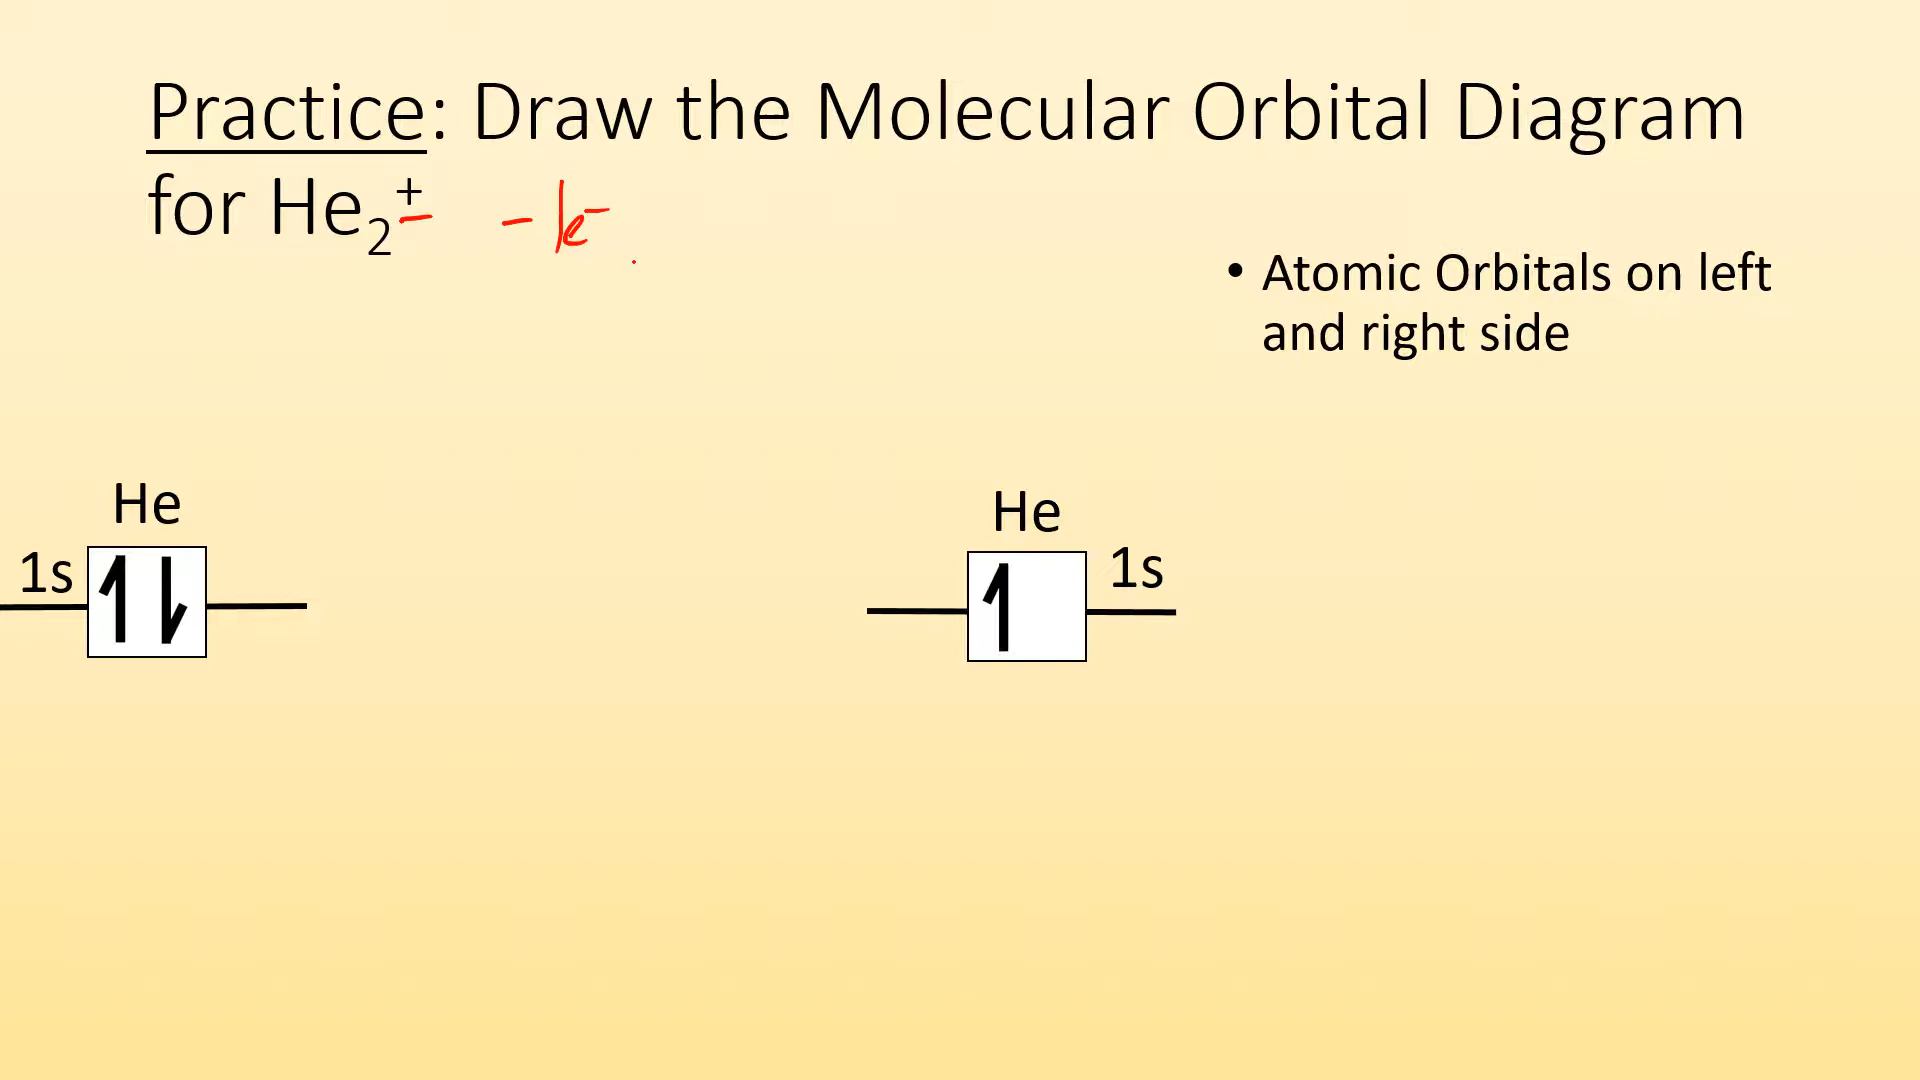 Practice: Draw the Molecular Orbital Diagram
for He₂⁺ - 1e⁻
• Atomic Orbitals on left
and right side
He
1s
He
1s